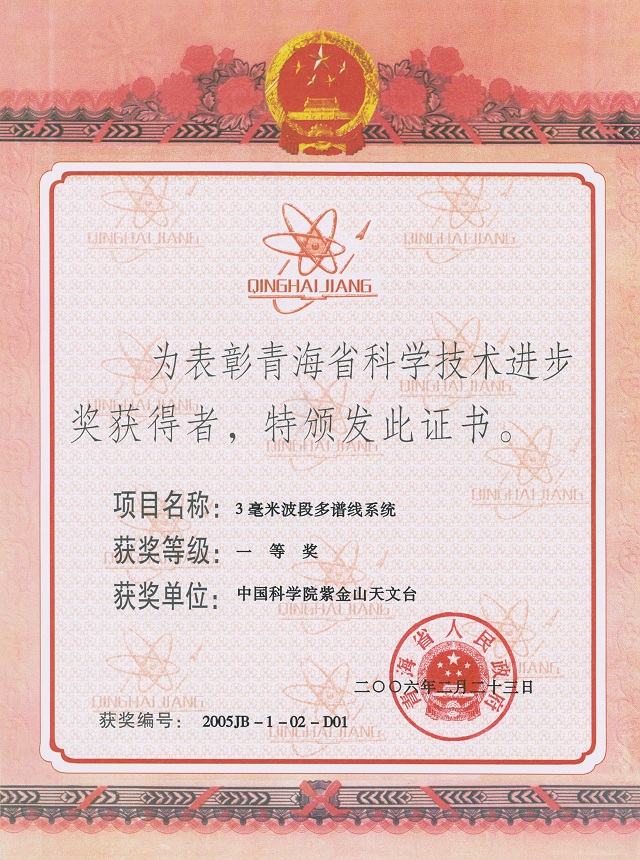 QINGHAIJIANG
为表彰青海省科学技术进步
奖获得者，特颁发此证书。
项目名称：3毫米波段多谱线系统
获奖等级：一 等 奖
获奖单位：中国科学院紫金山天文台
青海省人民政府
二〇〇六年二月二十三日
获奖编号：2005JB－1－02－D01